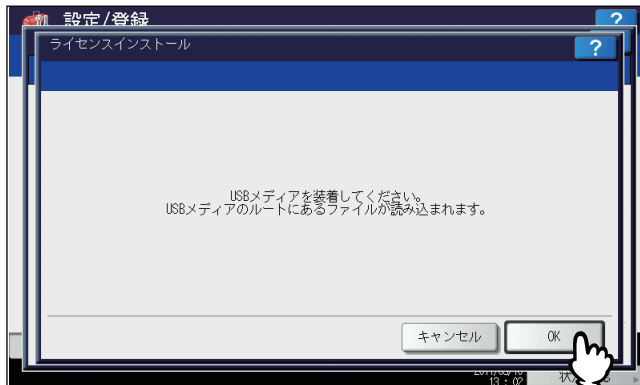 設定/登録
?
ライセンスインストール
?
USBメディアを装着してください。
USBメディアのルートにあるファイルが読み込まれます。
キャンセル
OK
13:02